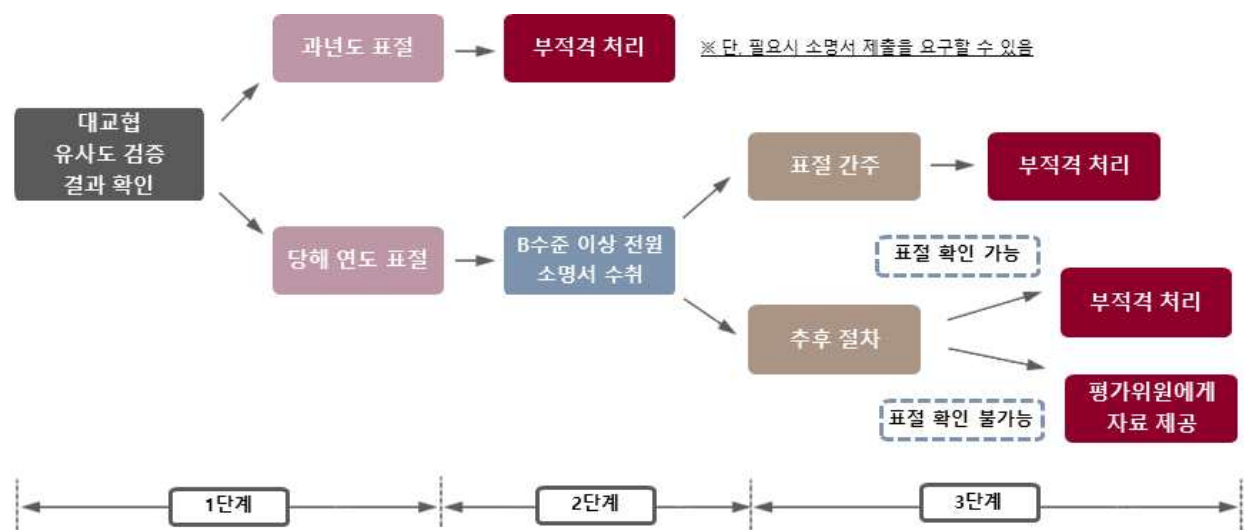 과년도 표절
부적격 처리
※ 단, 필요시 소명서 제출을 요구할 수 있음
대교협
유사도 검증
결과 확인
표절 간주
부적격 처리
당해 연도 표절
B수준 이상 전원
소명서 수취
표절 확인 가능
추후 절차
부적격 처리
표절 확인 불가능
평가위원에게
자료 제공
1단계
2단계
3단계